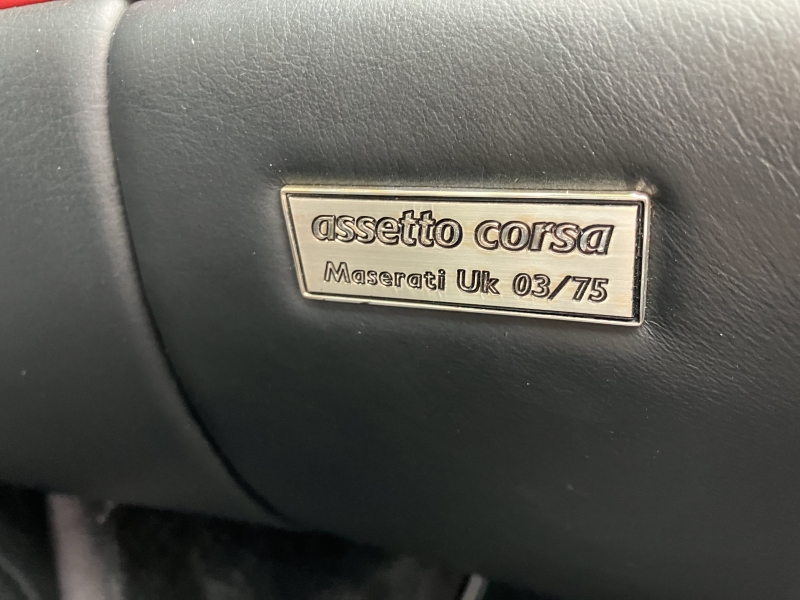 assetto corsa
Maserati Uk 03/75